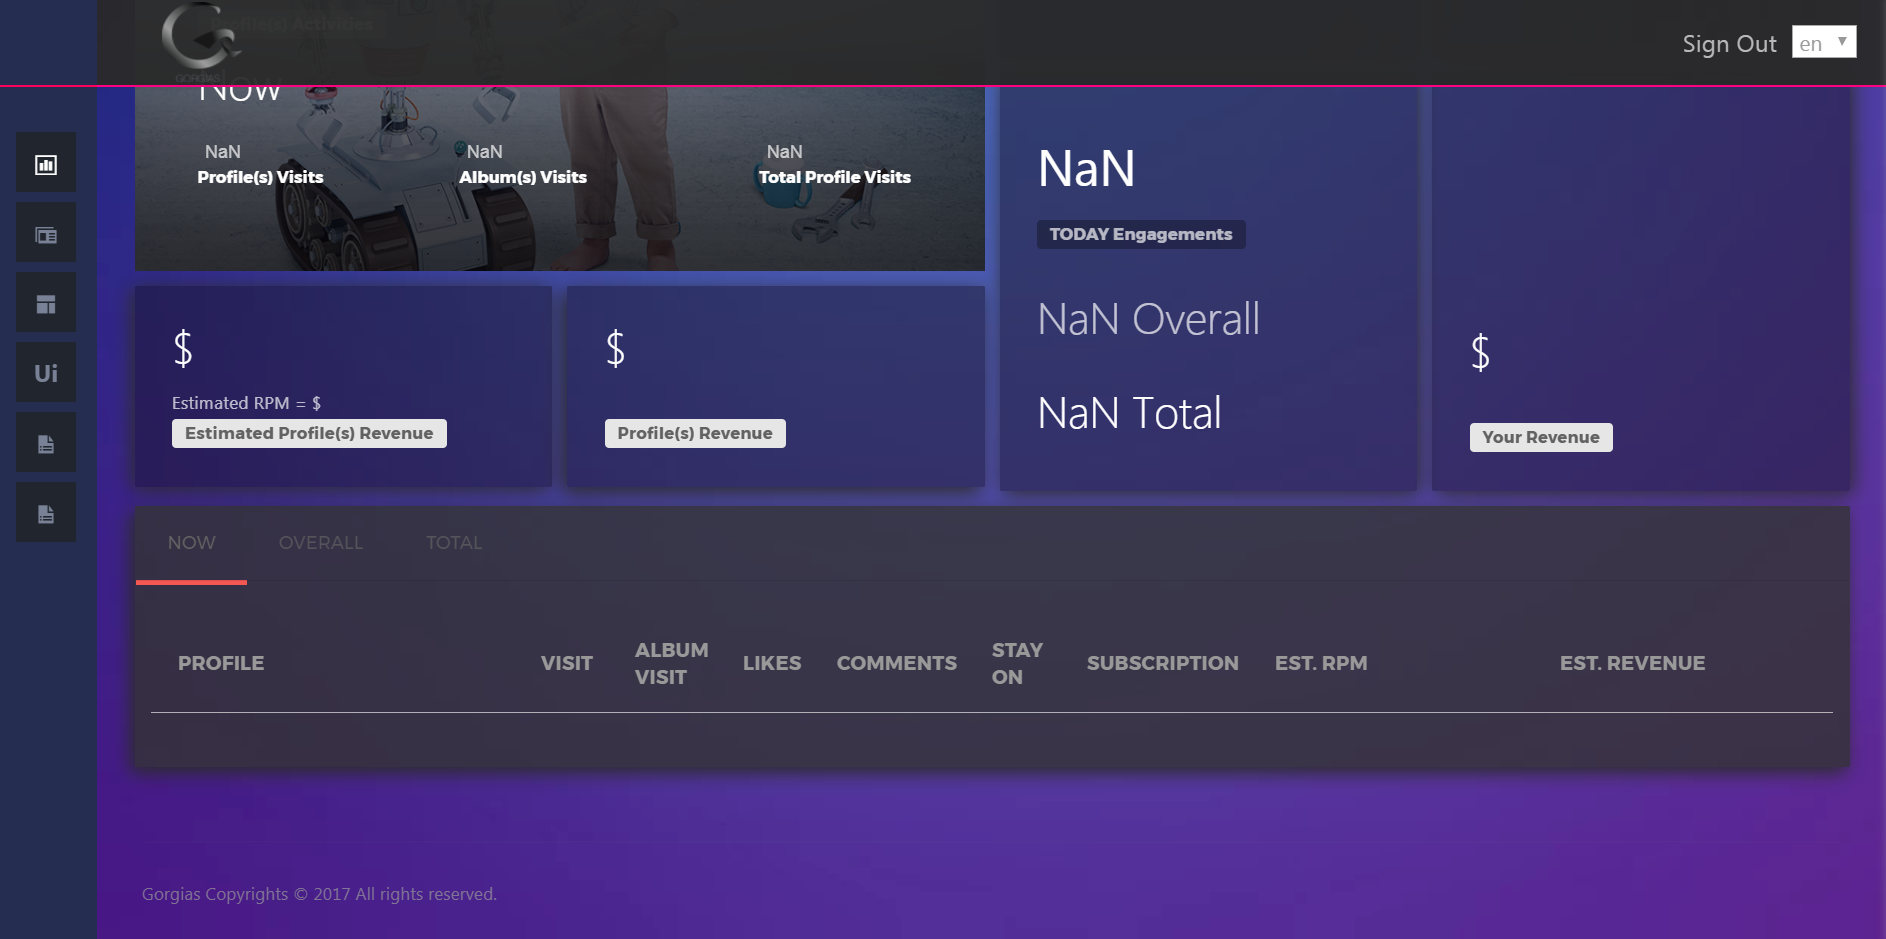 Profile(s) Activities
GORGIAS
Sign Out
en
Now
NaN
Profile(s) Visits
NaN
Album(s) Visits
NaN
Total Profile Visits
NaN
TODAY Engagements
NaN Overall
NaN Total
$
Estimated RPM = $
Estimated Profile(s) Revenue
$
Profile(s) Revenue
$
Your Revenue
Ui
NOW
OVERALL
TOTAL
PROFILE
VISIT
ALBUM
VISIT
LIKES
COMMENTS
STAY
ON
SUBSCRIPTION
EST. RPM
EST. REVENUE
Gorgias Copyrights © 2017 All rights reserved.